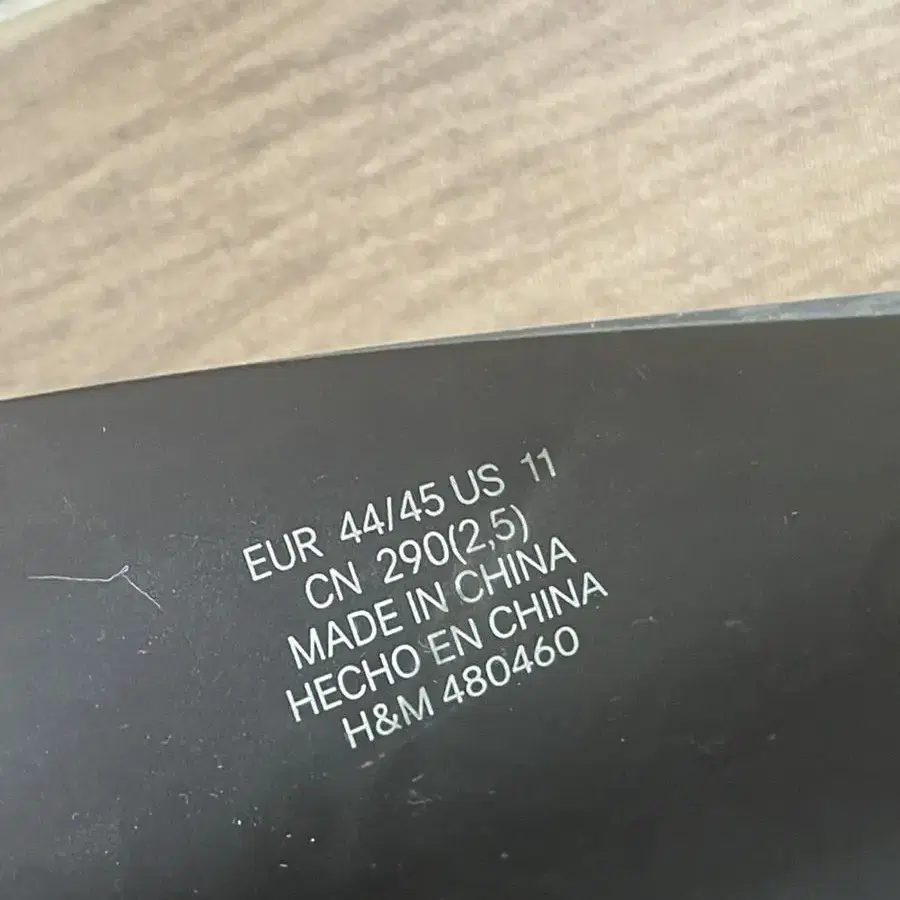 EUR 44/45 US 11
CN 290(2,5)
MADE IN CHINA
HECHO EN CHINA
H&M 480460